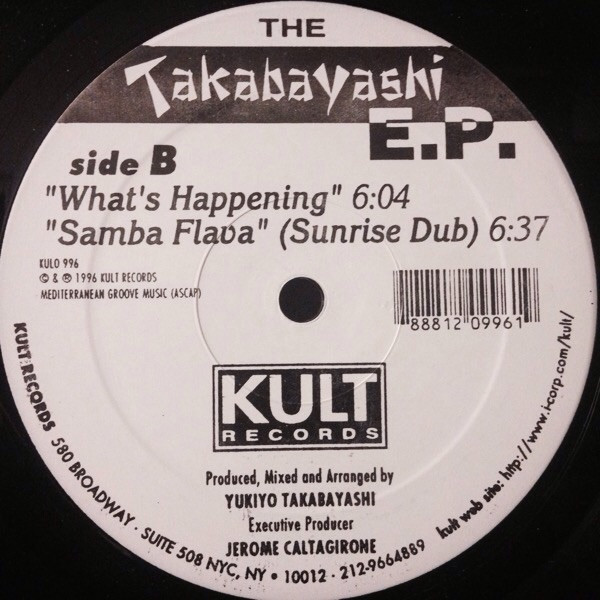 THE
Takabayashi
E.P.
side B
"What's Happening" 6:04
"Samba Flava" (Sunrise Dub) 6:37
KULO 996
© & ℗ 1996 KULT RECORDS
MEDITERRANEAN GROOVE MUSIC (ASCAP)
88812 09961
KULT
RECORDS
Produced, Mixed and Arranged by
YUKIYO TAKABAYASHI
Executive Producer
JEROME CALTAGIRONE
KULT RECORDS 580 BROADWAY · SUITE 508 NYC, NY • 10012 · 212-9664889
kult web site: http://www.i-corp.com/kult/